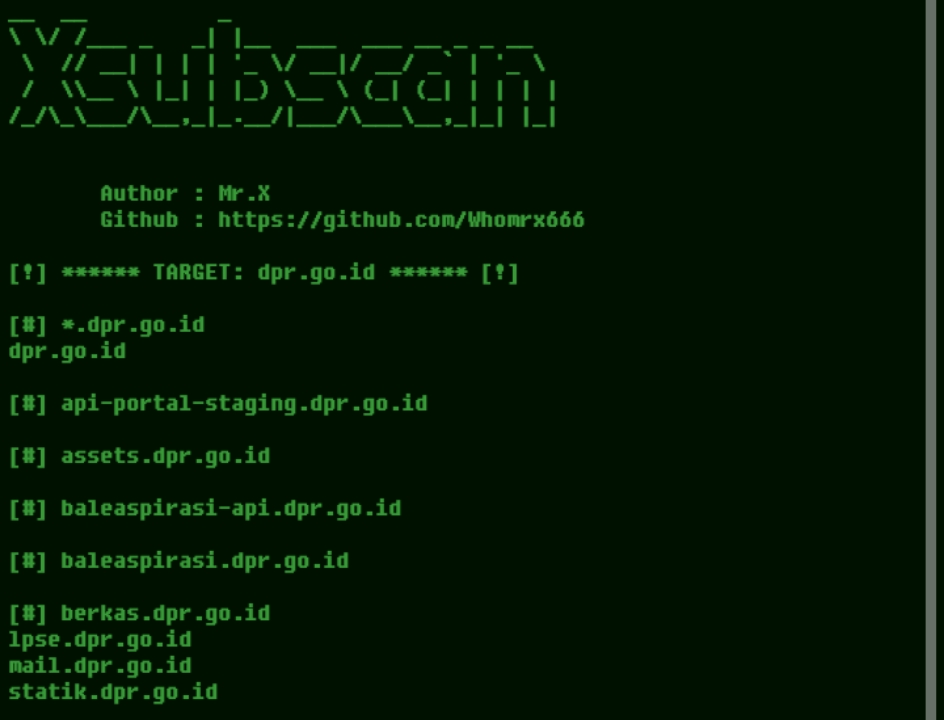 Xsubscan
Author : Mr.X
Github : https://github.com/Whomrx666
[!] ****** TARGET: dpr.go.id ****** [!]
[#] *.dpr.go.id
dpr.go.id
[#] api-portal-staging.dpr.go.id
[#] assets.dpr.go.id
[#] baleaspirasi-api.dpr.go.id
[#] baleaspirasi.dpr.go.id
[#] berkas.dpr.go.id
lpse.dpr.go.id
mail.dpr.go.id
statik.dpr.go.id